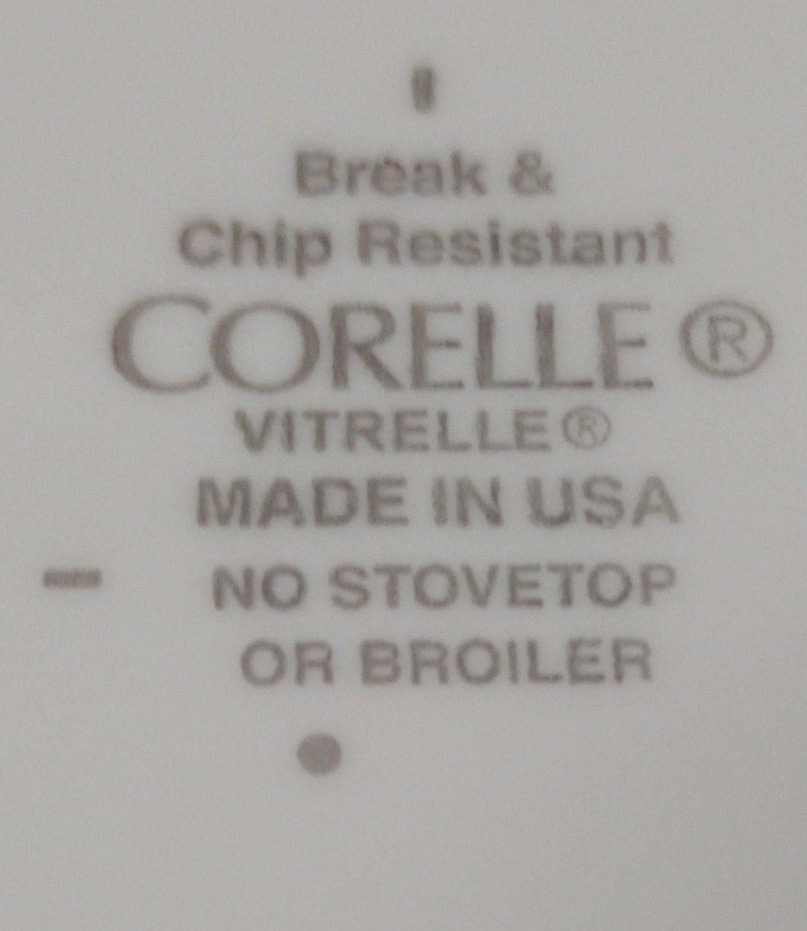 Break &
Chip Resistant
CORELLE ®
VITRELLE®
MADE IN USA
NO STOVETOP
OR BROILER